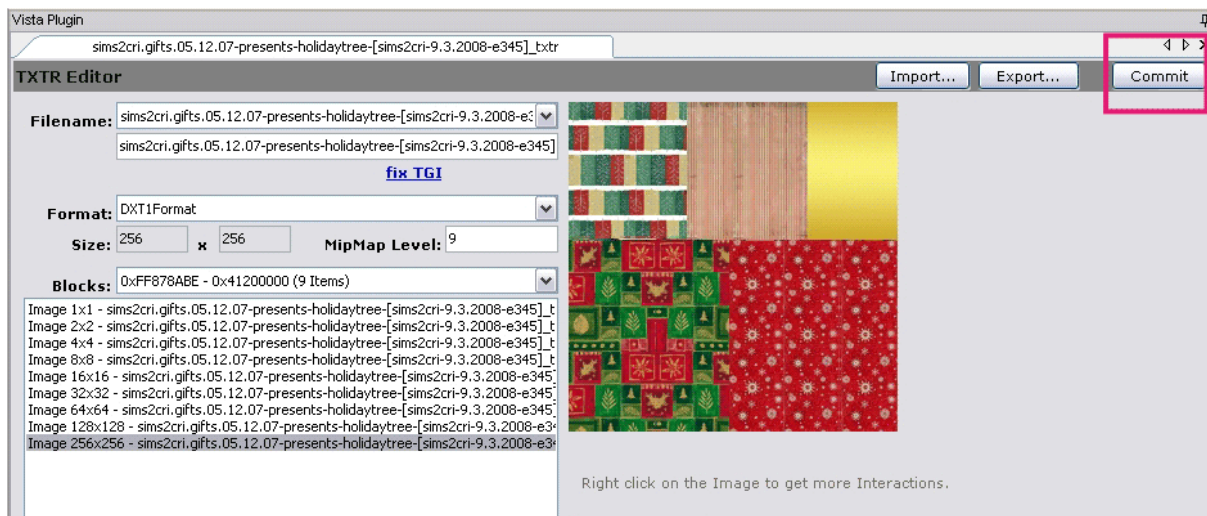 Vista Plugin
sims2cri.gifts.05.12.07-presents-holidaytree-[sims2cri-9.3.2008-e345]_txtr
TXTR Editor
Import...
Export...
Commit
Filename: sims2cri.gifts.05.12.07-presents-holidaytree-[sims2cri-9.3.2008-e3
sims2cri.gifts.05.12.07-presents-holidaytree-[sims2cri-9.3.2008-e345]
fix TGI
Format: DXT1Format
Size: 256 x 256 MipMap Level: 9
Blocks: 0xFF878ABE - 0x41200000 (9 Items)
Image 1x1 - sims2cri.gifts.05.12.07-presents-holidaytree-[sims2cri-9.3.2008-e345]_t
Image 2x2 - sims2cri.gifts.05.12.07-presents-holidaytree-[sims2cri-9.3.2008-e345]_t
Image 4x4 - sims2cri.gifts.05.12.07-presents-holidaytree-[sims2cri-9.3.2008-e345]_t
Image 8x8 - sims2cri.gifts.05.12.07-presents-holidaytree-[sims2cri-9.3.2008-e345]_t
Image 16x16 - sims2cri.gifts.05.12.07-presents-holidaytree-[sims2cri-9.3.2008-e345]
Image 32x32 - sims2cri.gifts.05.12.07-presents-holidaytree-[sims2cri-9.3.2008-e345]
Image 64x64 - sims2cri.gifts.05.12.07-presents-holidaytree-[sims2cri-9.3.2008-e345]
Image 128x128 - sims2cri.gifts.05.12.07-presents-holidaytree-[sims2cri-9.3.2008-e34
Image 256x256 - sims2cri.gifts.05.12.07-presents-holidaytree-[sims2cri-9.3.2008-e34
Right click on the Image to get more Interactions.